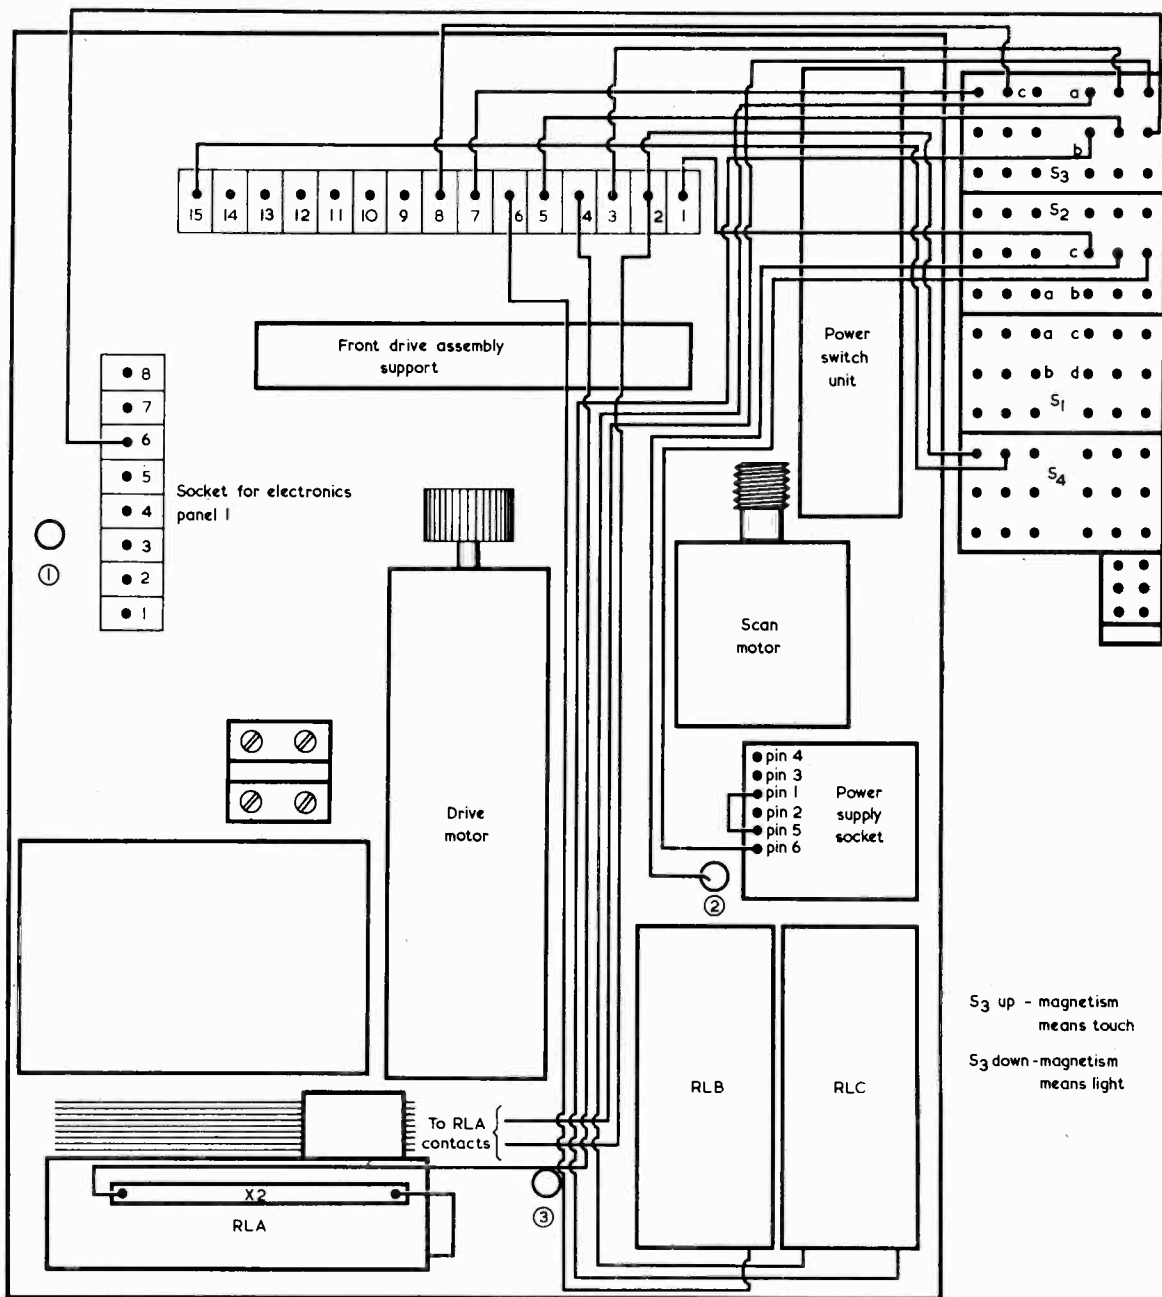 c a
b
S3
15 14 13 12 11 10 9 8 7 6 5 4 3 2 1
S2
c
a b
Front drive assembly
support
Power
switch
unit
a c
b d
S1
8
7
6
5
4
3
2
1
Socket for electronics
panel 1
S4
①
Scan
motor
pin 4
pin 3
pin 1
pin 2
pin 5
pin 6
Power
supply
socket
Drive
motor
②
S3 up - magnetism
means touch
S3 down - magnetism
means light
RLB
RLC
To RLA
contacts
X2
RLA
③